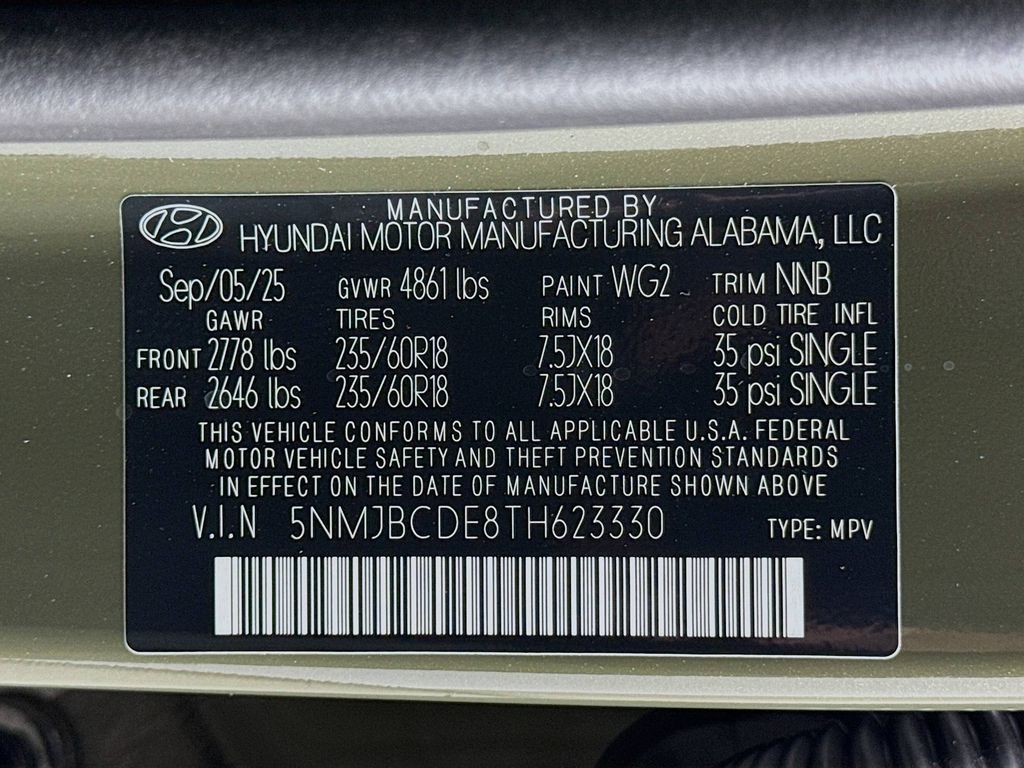 MANUFACTURED BY
HYUNDAI MOTOR MANUFACTURING ALABAMA, LLC
Sep/05/25 GVWR 4861 lbs PAINT WG2 TRIM NNB
GAWR TIRES RIMS COLD TIRE INFL
FRONT 2778 lbs 235/60R18 7.5JX18 35 psi SINGLE
REAR 2646 lbs 235/60R18 7.5JX18 35 psi SINGLE
THIS VEHICLE CONFORMS TO ALL APPLICABLE U.S.A. FEDERAL
MOTOR VEHICLE SAFETY AND THEFT PREVENTION STANDARDS
IN EFFECT ON THE DATE OF MANUFACTURE SHOWN ABOVE
V.I.N 5NMJBCDE8TH623330 TYPE: MPV